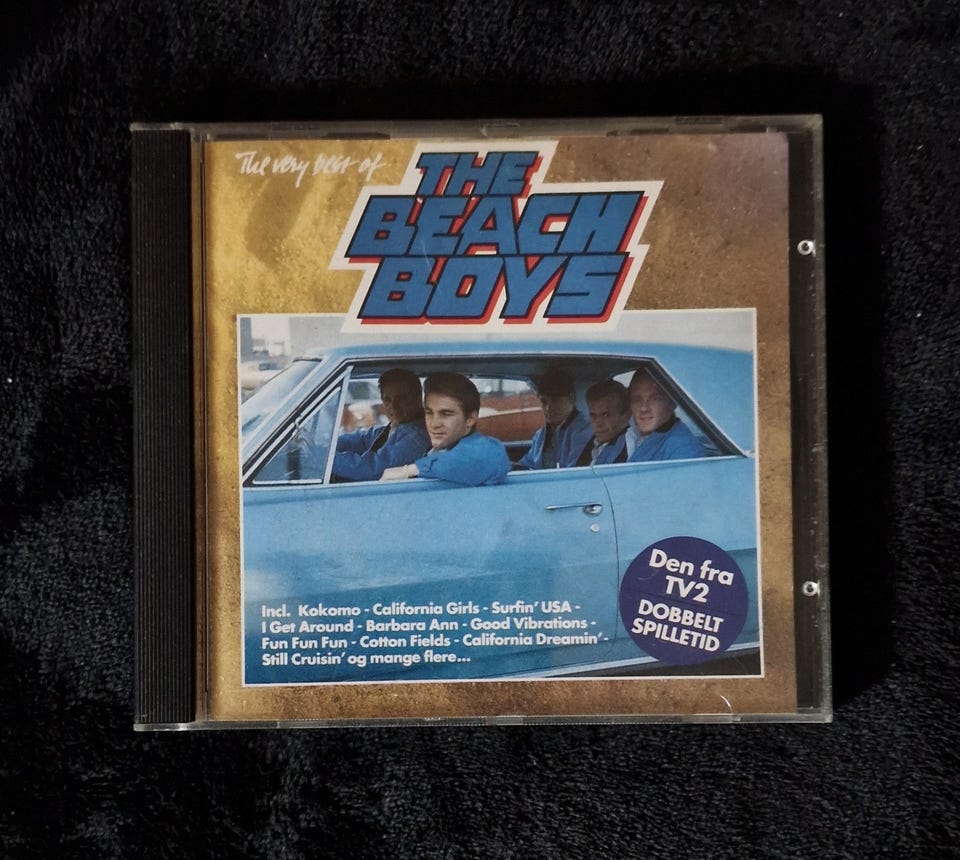 The very best of
THE
BEACH
BOYS
Incl. Kokomo - California Girls - Surfin' USA -
I Get Around - Barbara Ann - Good Vibrations -
Fun Fun Fun - Cotton Fields - California Dreamin' -
Still Cruisin' og mange flere...
Den fra
TV2
DOBBELT
SPILLETID